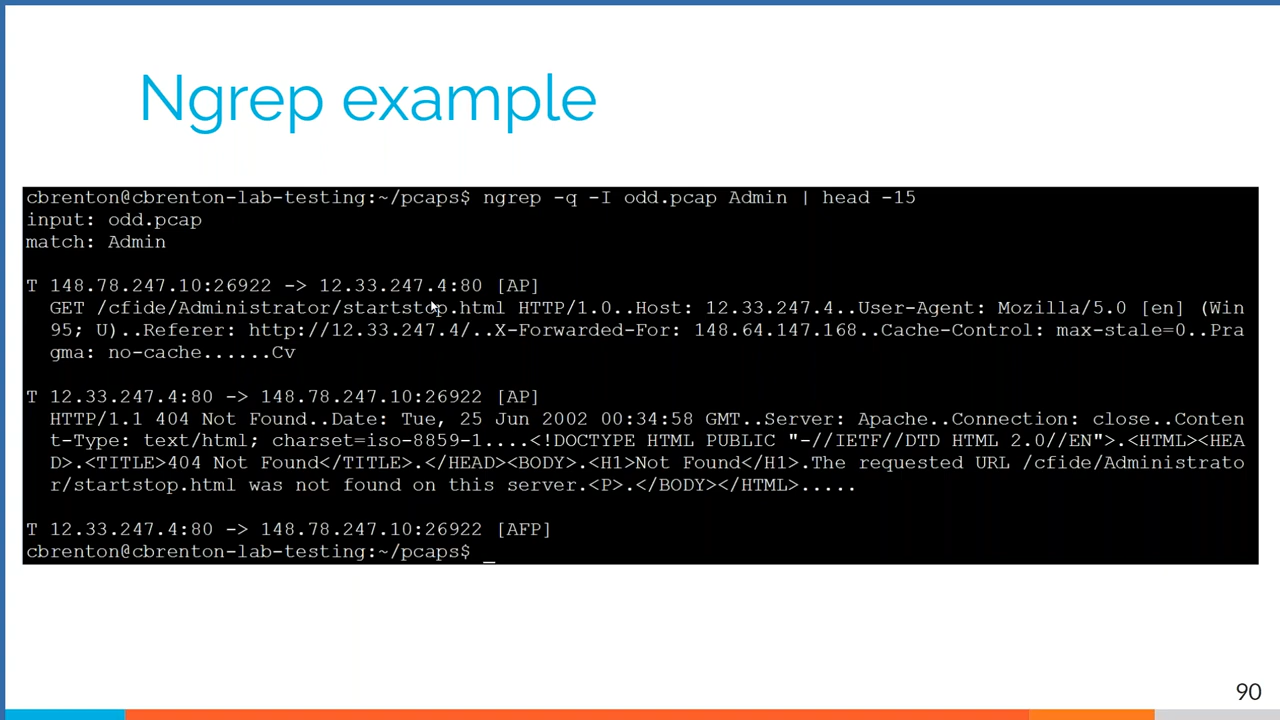 Ngrep example
cbrenton@cbrenton-lab-testing:~/pcaps$ ngrep -q -I odd.pcap Admin | head -15
input: odd.pcap
match: Admin
T 148.78.247.10:26922 -> 12.33.247.4:80 [AP]
GET /cfide/Administrator/startstop.html HTTP/1.0..Host: 12.33.247.4..User-Agent: Mozilla/5.0 [en] (Win
95; U)..Referer: http://12.33.247.4/..X-Forwarded-For: 148.64.147.168..Cache-Control: max-stale=0..Pra
gma: no-cache......Cv
T 12.33.247.4:80 -> 148.78.247.10:26922 [AP]
HTTP/1.1 404 Not Found..Date: Tue, 25 Jun 2002 00:34:58 GMT..Server: Apache..Connection: close..Conten
t-Type: text/html; charset=iso-8859-1....<!DOCTYPE HTML PUBLIC "-//IETF//DTD HTML 2.0//EN">.<HTML><HEA
D>.<TITLE>404 Not Found</TITLE>.</HEAD><BODY>.<H1>Not Found</H1>.The requested URL /cfide/Administrato
r/startstop.html was not found on this server.<P>.</BODY></HTML>.....
T 12.33.247.4:80 -> 148.78.247.10:26922 [AFP]
cbrenton@cbrenton-lab-testing:~/pcaps$ _
90